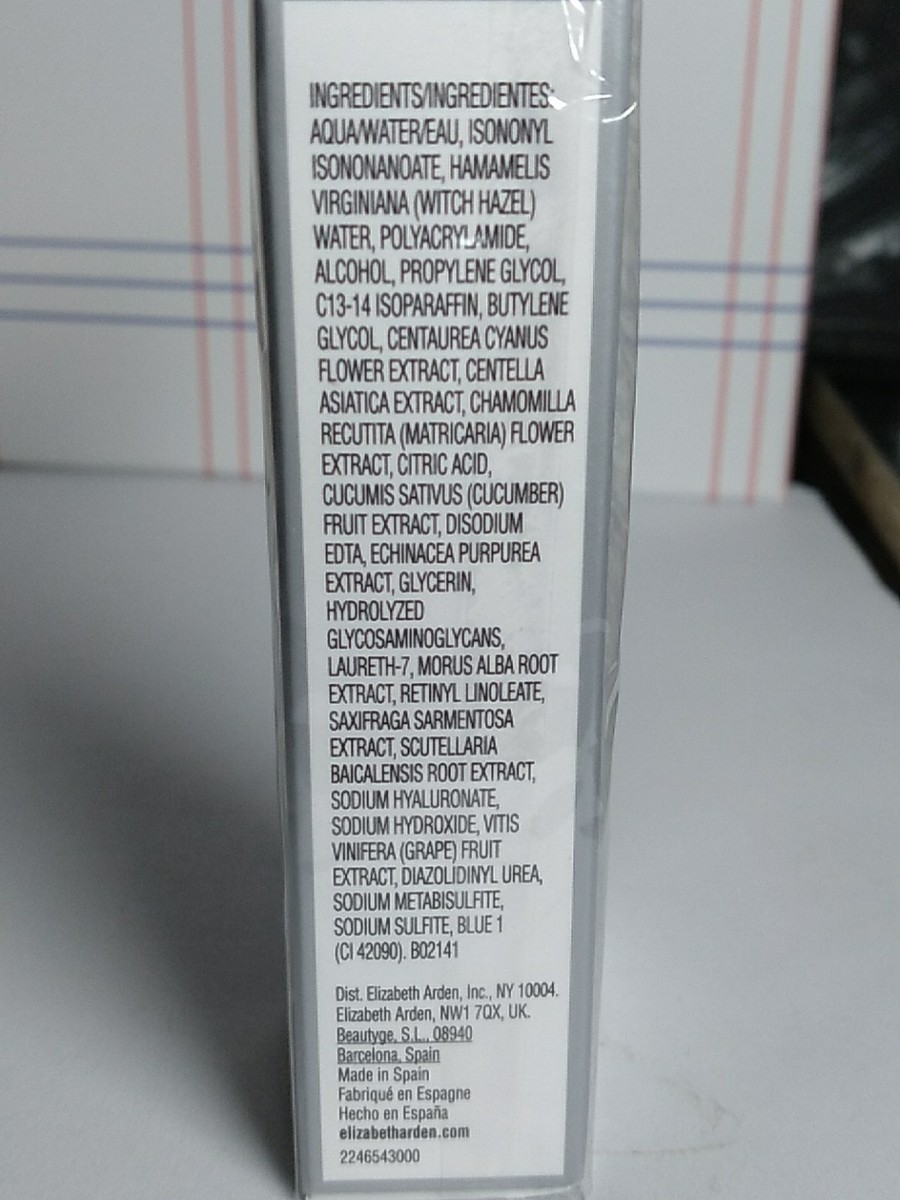 INGREDIENTS/INGREDIENTES:
AQUA/WATER/EAU, ISONONYL
ISONONANOATE, HAMAMELIS
VIRGINIANA (WITCH HAZEL)
WATER, POLYACRYLAMIDE,
ALCOHOL, PROPYLENE GLYCOL,
C13-14 ISOPARAFFIN, BUTYLENE
GLYCOL, CENTAUREA CYANUS
FLOWER EXTRACT, CENTELLA
ASIATICA EXTRACT, CHAMOMILLA
RECUTITA (MATRICARIA) FLOWER
EXTRACT, CITRIC ACID,
CUCUMIS SATIVUS (CUCUMBER)
FRUIT EXTRACT, DISODIUM
EDTA, ECHINACEA PURPUREA
EXTRACT, GLYCERIN,
HYDROLYZED
GLYCOSAMINOGLYCANS,
LAURETH-7, MORUS ALBA ROOT
EXTRACT, RETINYL LINOLEATE,
SAXIFRAGA SARMENTOSA
EXTRACT, SCUTELLARIA
BAICALENSIS ROOT EXTRACT,
SODIUM HYALURONATE,
SODIUM HYDROXIDE, VITIS
VINIFERA (GRAPE) FRUIT
EXTRACT, DIAZOLIDINYL UREA,
SODIUM METABISULFITE,
SODIUM SULFITE, BLUE 1
(CI 42090). B02141
Dist. Elizabeth Arden, Inc., NY 10004.
Elizabeth Arden, NW1 7QX, UK.
Beautyge, S.L., 08940
Barcelona, Spain
Made in Spain
Fabriqué en Espagne
Hecho en España
elizabetharden.com
2246543000